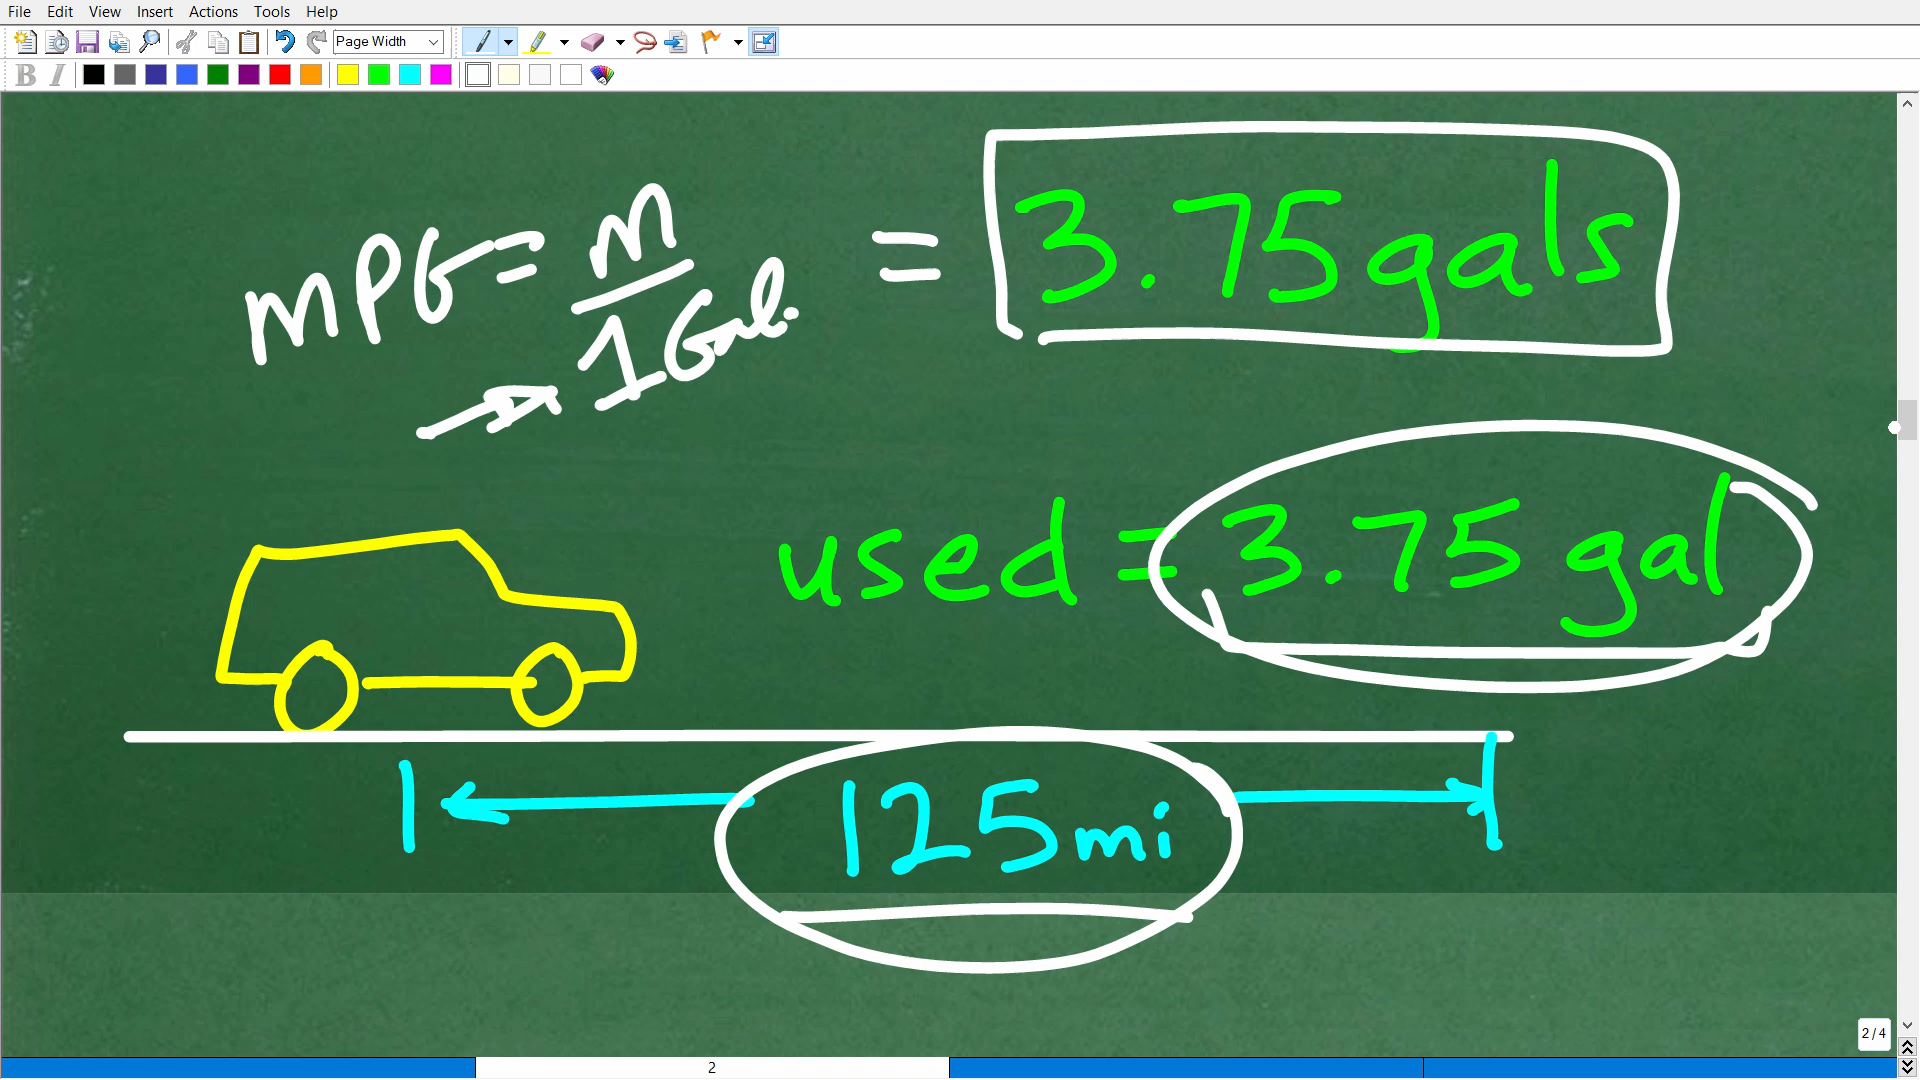 File Edit View Insert Actions Tools Help
Page Width
B I
MPG = M
1 Gal.
= 3.75 gals
used = 3.75 gal
125 mi
2 / 4
2